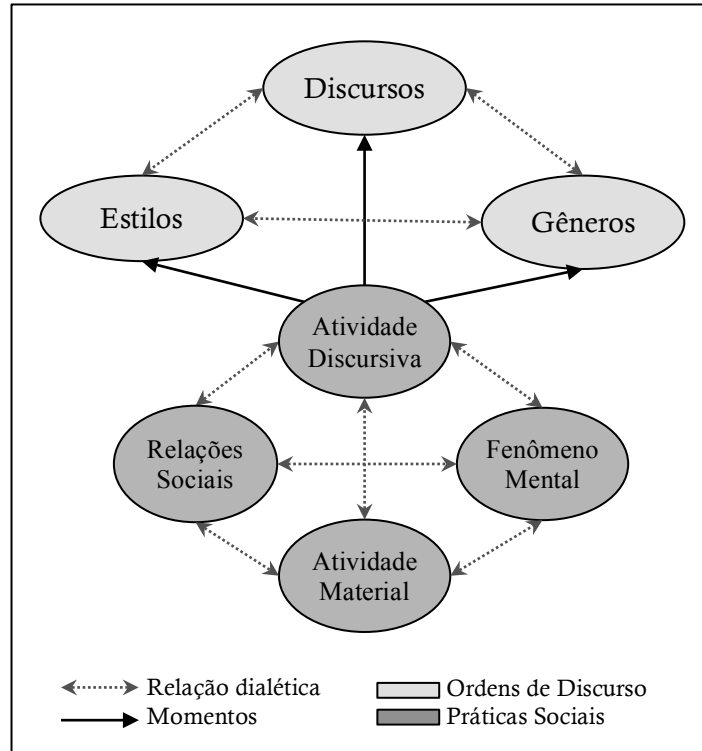 Discursos
Estilos
Gêneros
Atividade
Discursiva
Relações
Sociais
Fenômeno
Mental
Atividade
Material
Relação dialética
Ordens de Discurso
Momentos
Práticas Sociais